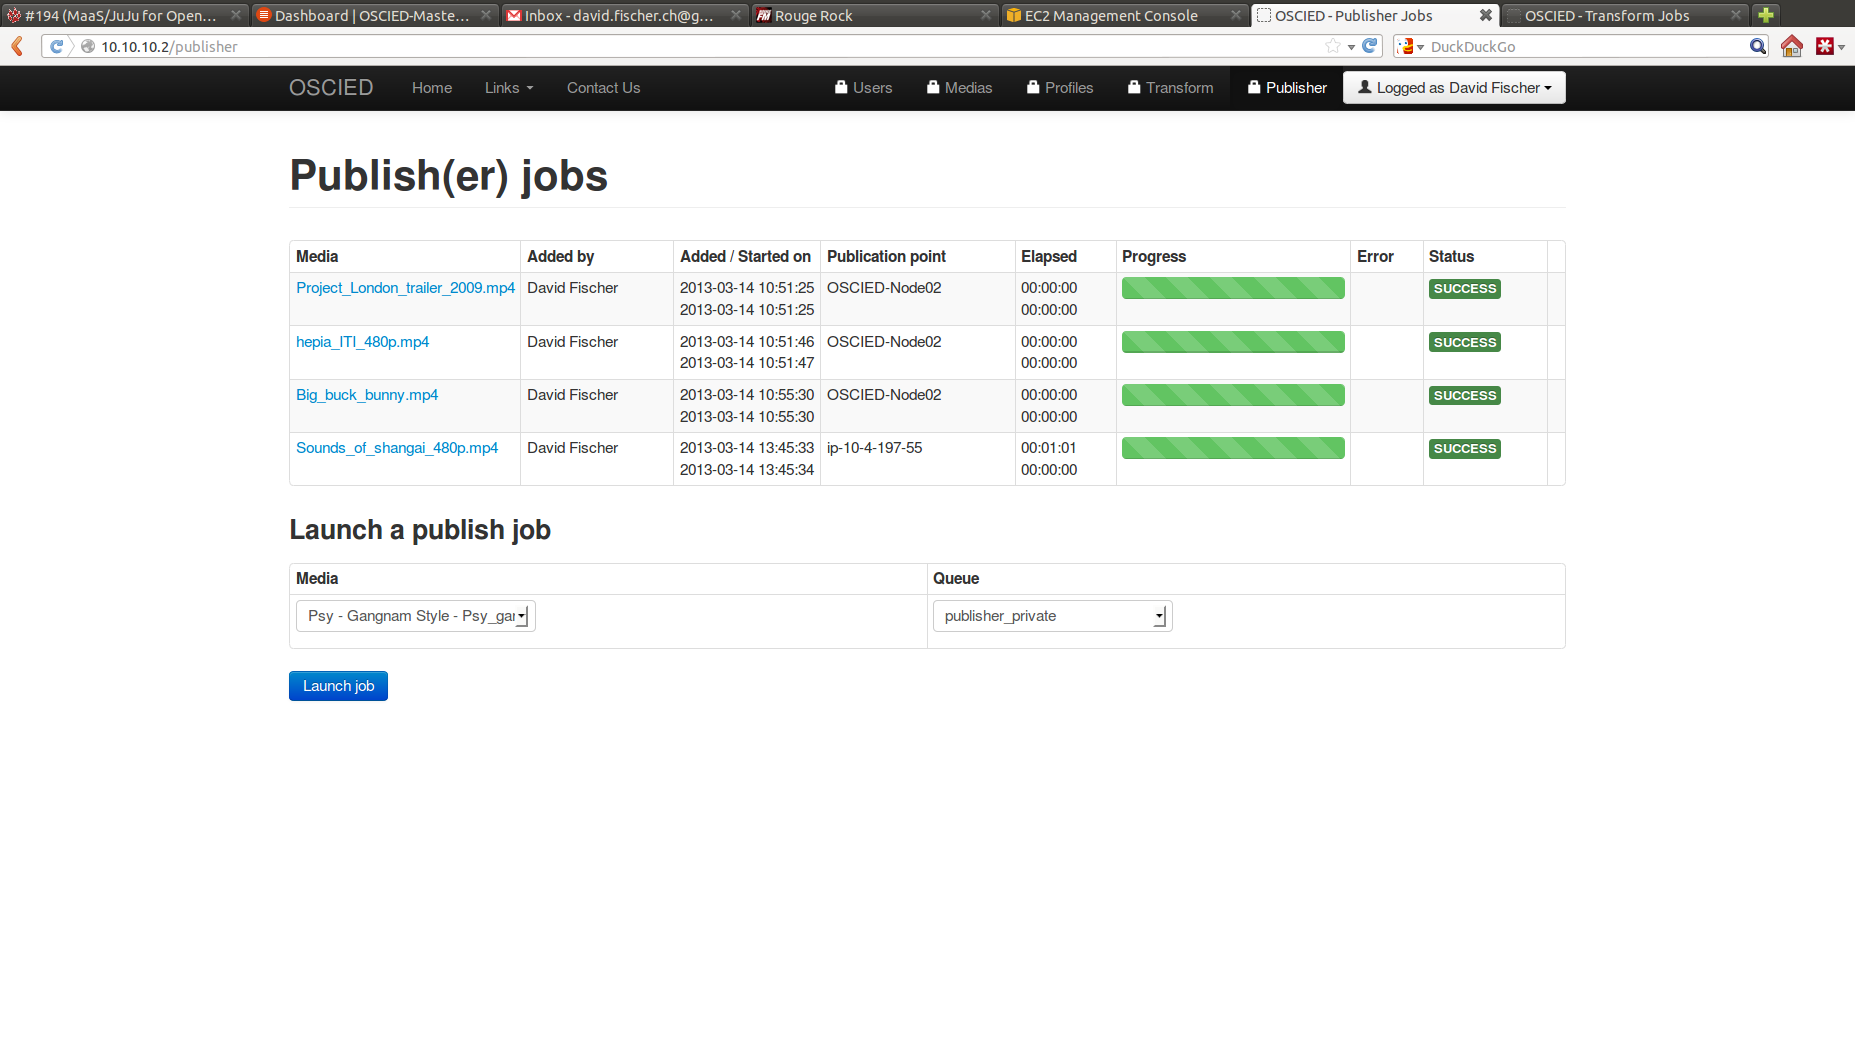 #194 (MaaS/JuJu for Open... Dashboard | OSCIED-Maste... Inbox - david.fischer.ch@g... Rouge Rock EC2 Management Console OSCIED - Publisher Jobs OSCIED - Transform Jobs
10.10.10.2/publisher DuckDuckGo
OSCIED Home Links Contact Us Users Medias Profiles Transform Publisher Logged as David Fischer
Publish(er) jobs
Media Added by Added / Started on Publication point Elapsed Progress Error Status
Project_London_trailer_2009.mp4 David Fischer 2013-03-14 10:51:25 OSCIED-Node02 00:00:00 SUCCESS
2013-03-14 10:51:25 00:00:00
hepia_ITI_480p.mp4 David Fischer 2013-03-14 10:51:46 OSCIED-Node02 00:00:00 SUCCESS
2013-03-14 10:51:47 00:00:00
Big_buck_bunny.mp4 David Fischer 2013-03-14 10:55:30 OSCIED-Node02 00:00:00 SUCCESS
2013-03-14 10:55:30 00:00:00
Sounds_of_shangai_480p.mp4 David Fischer 2013-03-14 13:45:33 ip-10-4-197-55 00:01:01 SUCCESS
2013-03-14 13:45:34 00:00:00
Launch a publish job
Media Queue
Psy - Gangnam Style - Psy_gar publisher_private
Launch job